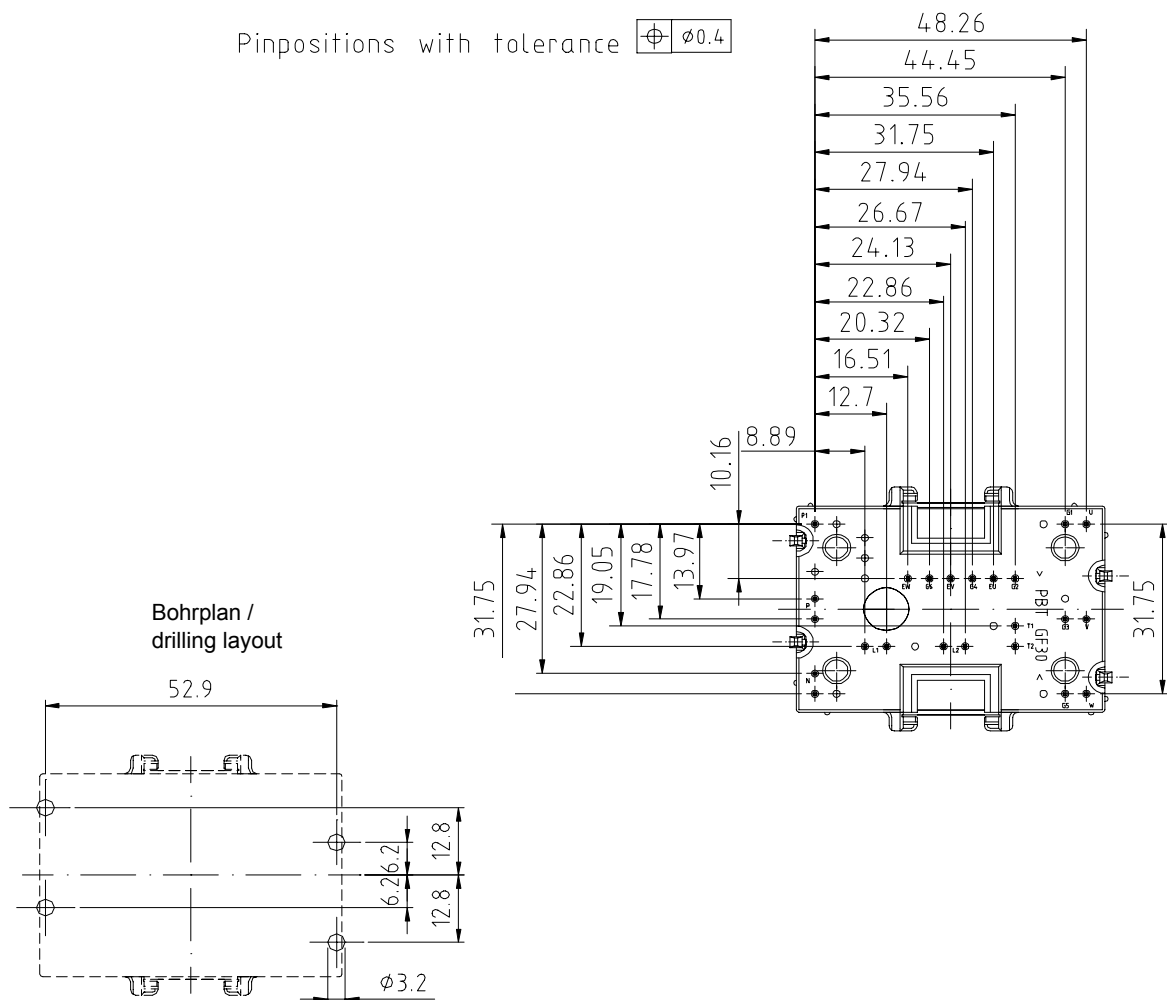 Pinpositions with tolerance ⌖ ϕ0.4
48.26
44.45
35.56
31.75
27.94
26.67
24.13
22.86
20.32
16.51
12.7
8.89
10.16
31.75
27.94
22.86
19.05
17.78
13.97
31.75
P1
G1 U
EW G6 EV G4 EU G2
P
T1
G3 V
L1 L2 T2
N
G5 W
> PBT GF30 <
Bohrplan /
drilling layout
52.9
12.8
6.2
6.2
12.8
ϕ3.2